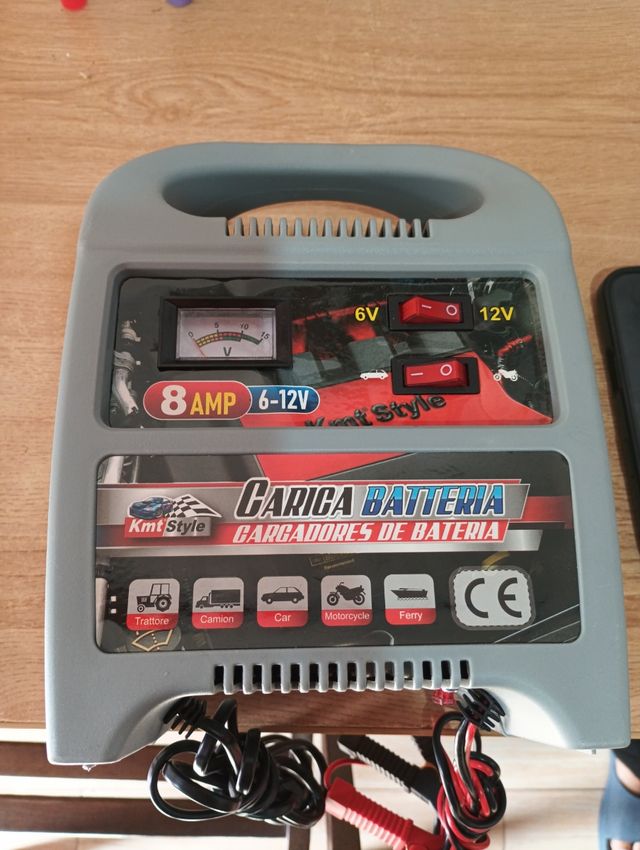 0 5 10 15
V
6V — O 12V
— O
8 AMP 6-12V
Kmt Style
Kmt Style
CARICA BATTERIA
CARGADORES DE BATERIA
Trattore Camion Car Motorcycle Ferry
CE